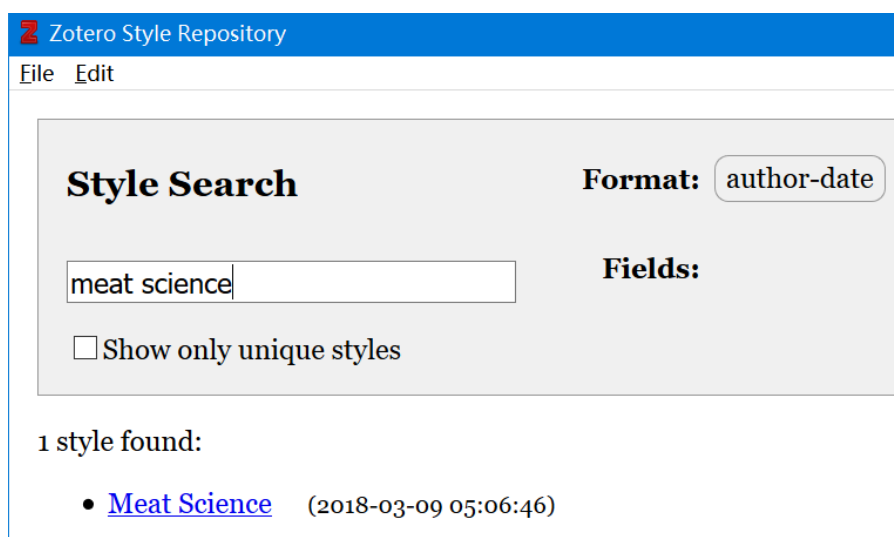 Zotero Style Repository
File Edit
Style Search
Format: author-date
meat science
Fields:
Show only unique styles
1 style found:
• Meat Science (2018-03-09 05:06:46)